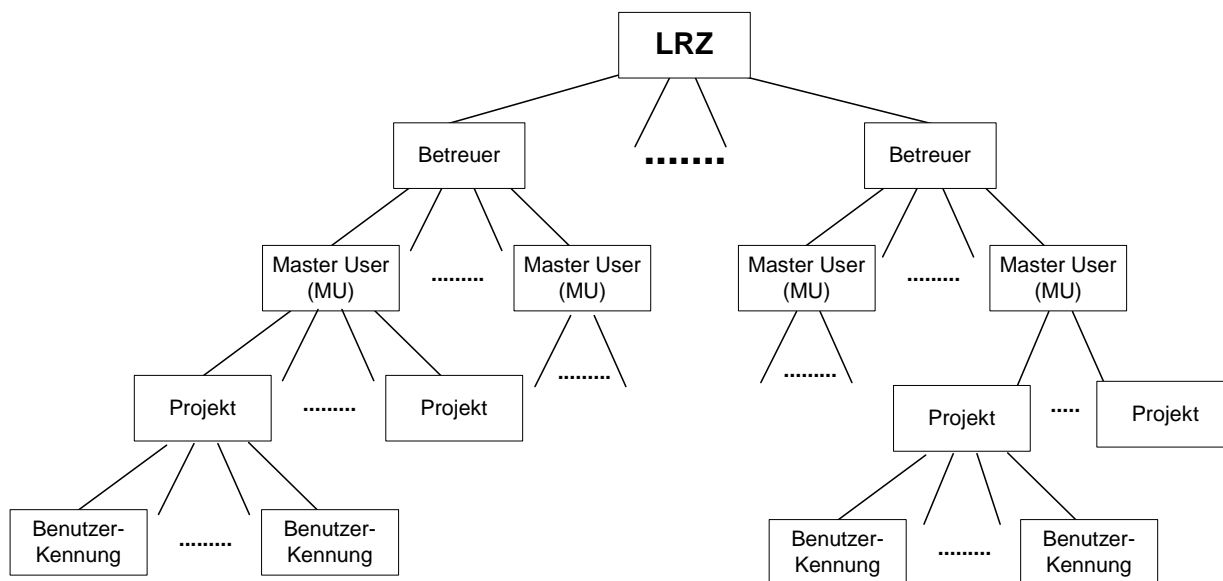 LRZ
Betreuer
.......
Betreuer
Master User
(MU)
.........
Master User
(MU)
Master User
(MU)
.........
Master User
(MU)
.........
.........
Projekt
.........
Projekt
Projekt
.....
Projekt
Benutzer-
Kennung
.........
Benutzer-
Kennung
Benutzer-
Kennung
.........
Benutzer-
Kennung